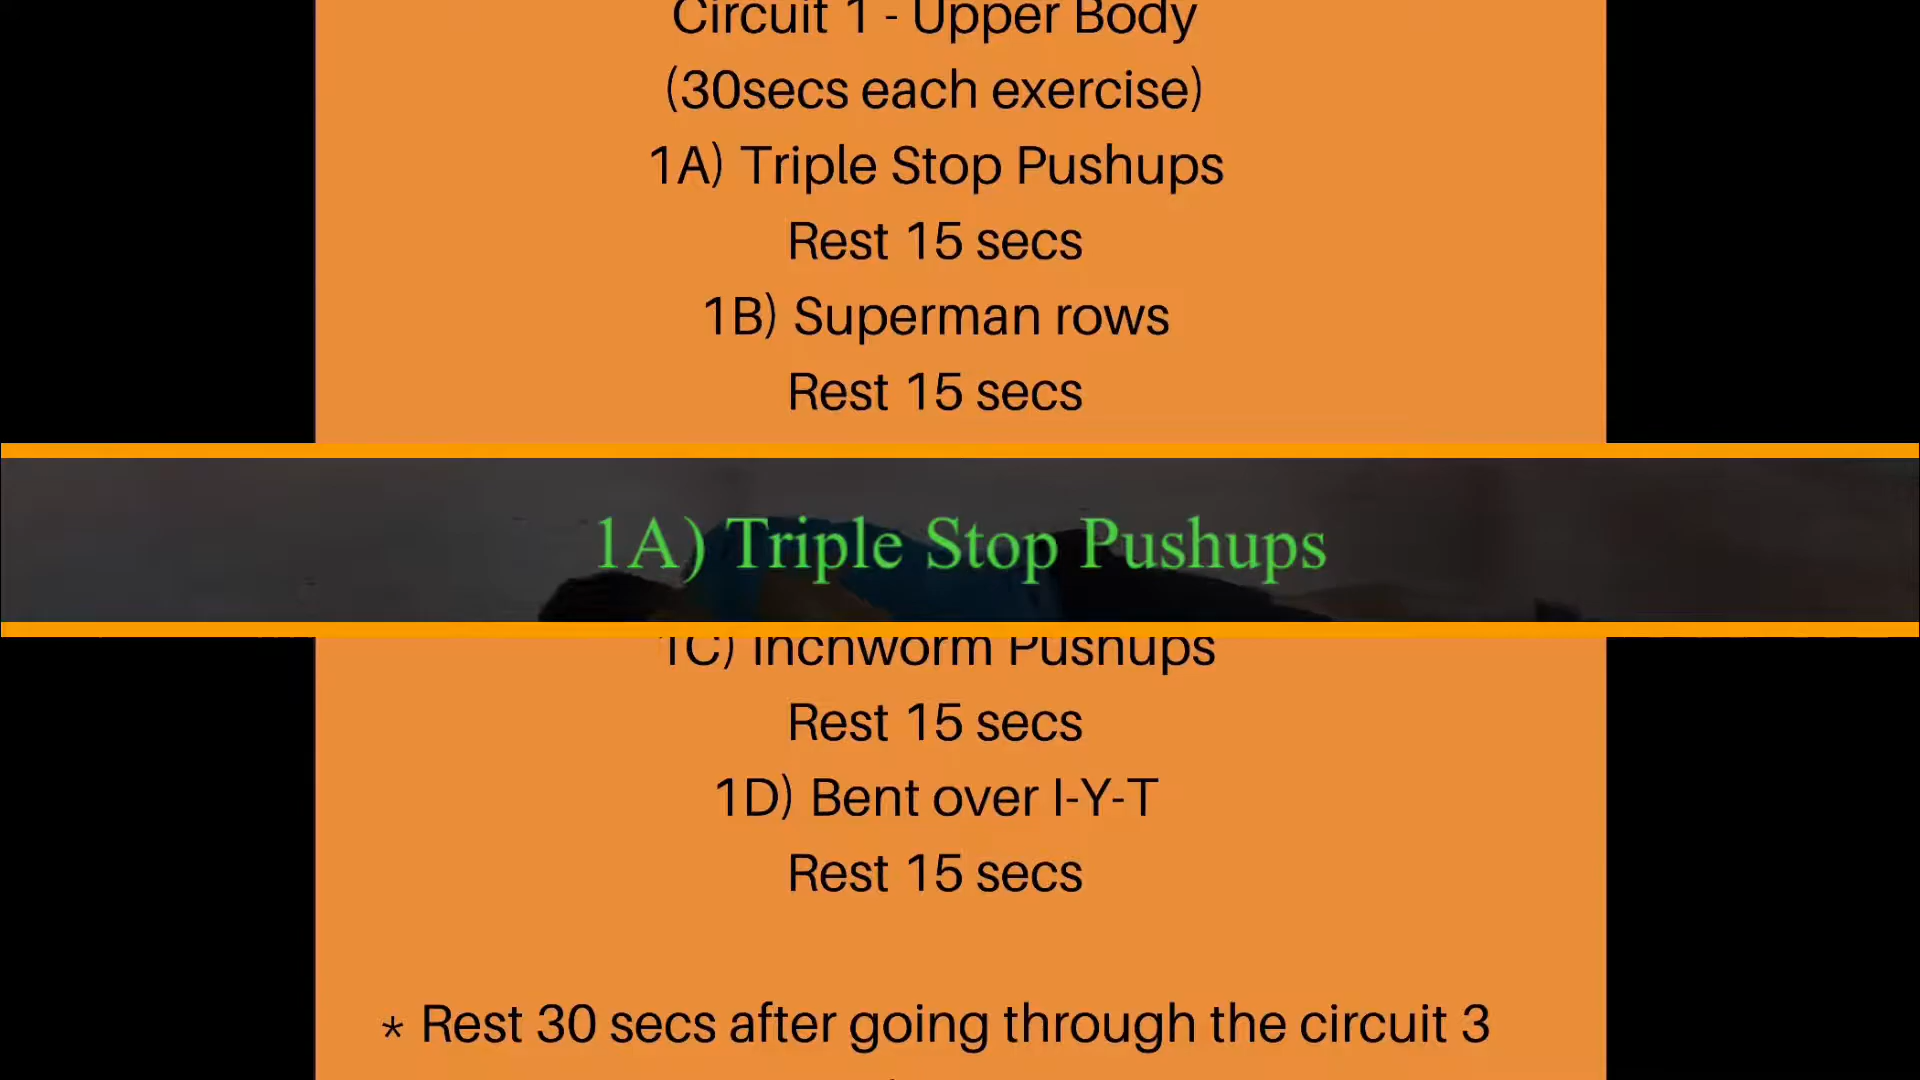 Circuit 1 - Upper Body
(30secs each exercise)
1A) Triple Stop Pushups
Rest 15 secs
1B) Superman rows
Rest 15 secs
1A) Triple Stop Pushups
1C) Inchworm Pushups
Rest 15 secs
1D) Bent over I-Y-T
Rest 15 secs
* Rest 30 secs after going through the circuit 3